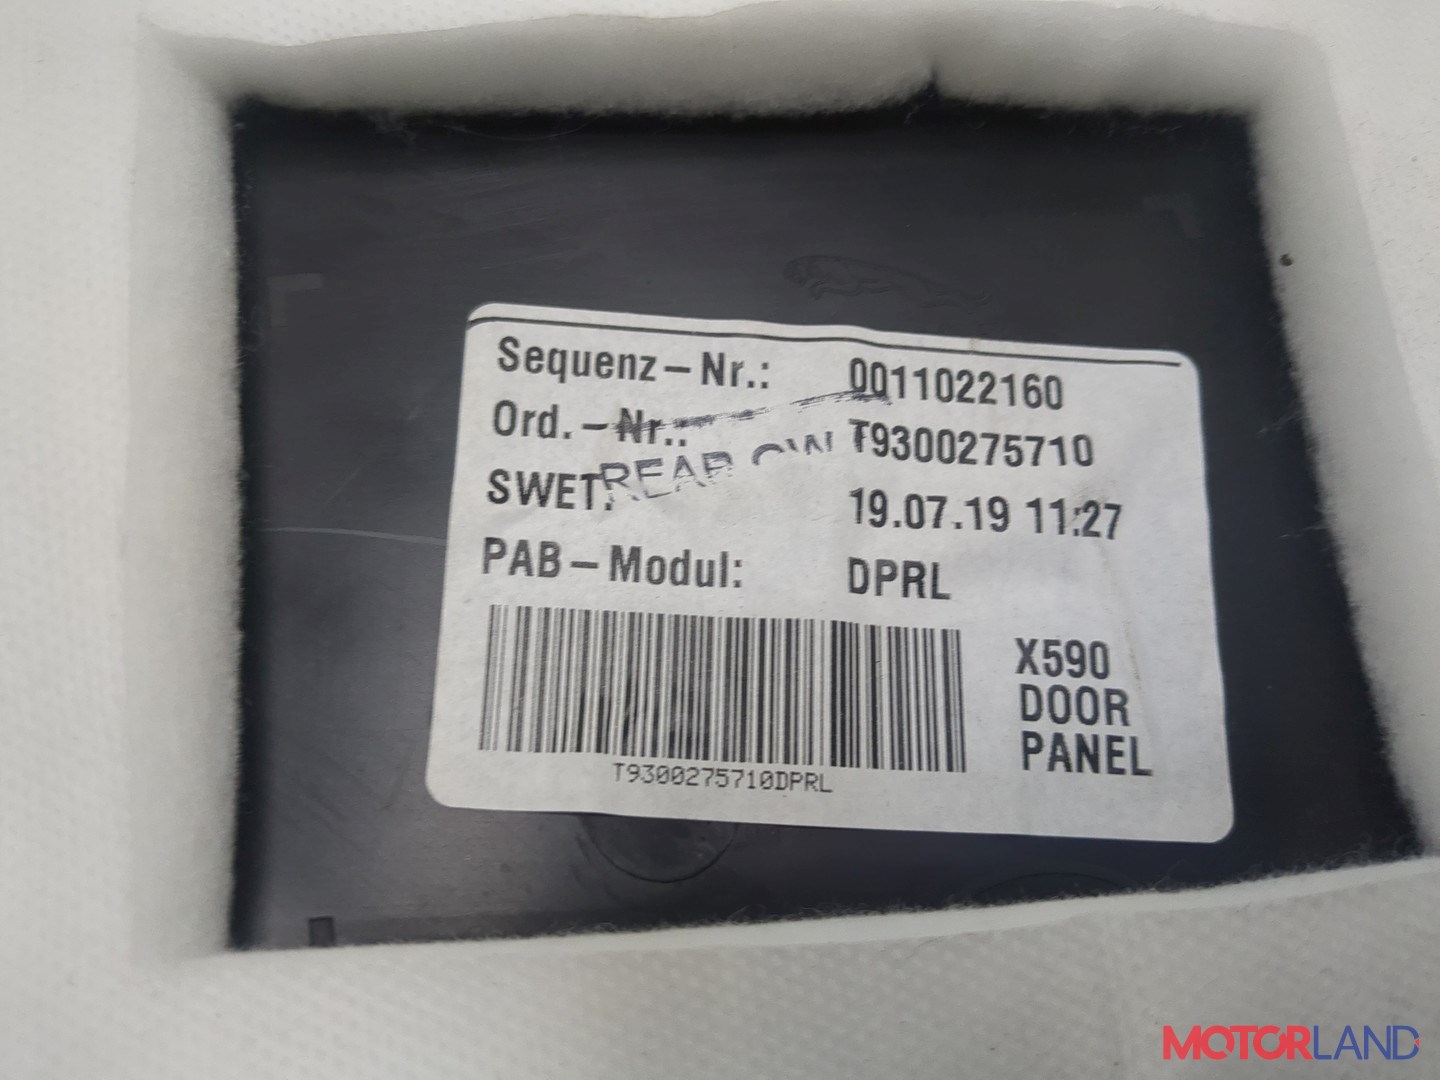 Sequenz-Nr.: 0011022160
Ord.-Nr.: T9300275710
REAR
SWET: 19.07.19 11:27
PAB-Modul: DPRL
X590
DOOR
PANEL
T9300275710DPRL
MOTORLAND